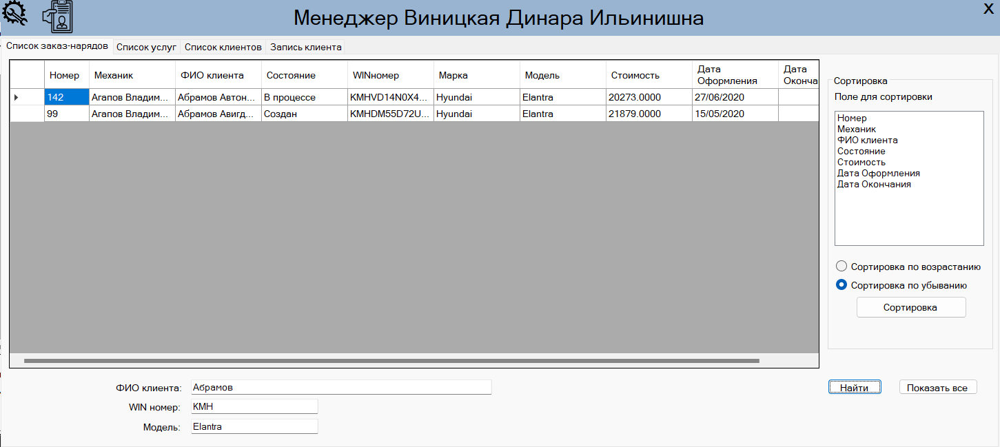 Менеджер Виницкая Динара Ильинишна
X
Список заказ-нарядов Список услуг Список клиентов Запись клиента
Номер Механик ФИО клиента Состояние WINномер Марка Модель Стоимость Дата Оформления Дата Оконча
142 Агапов Владим... Абрамов Автон... В процессе KMHVD14N0X4... Hyundai Elantra 20273.0000 27/06/2020
99 Агапов Владим... Абрамов Авигд... Создан KMHDM55D72U... Hyundai Elantra 21879.0000 15/05/2020
Сортировка
Поле для сортировки
Номер
Механик
ФИО клиента
Состояние
Стоимость
Дата Оформления
Дата Окончания
Сортировка по возрастанию
Сортировка по убыванию
Сортировка
ФИО клиента: Абрамов
WIN номер: KMH
Модель: Elantra
Найти Показать все